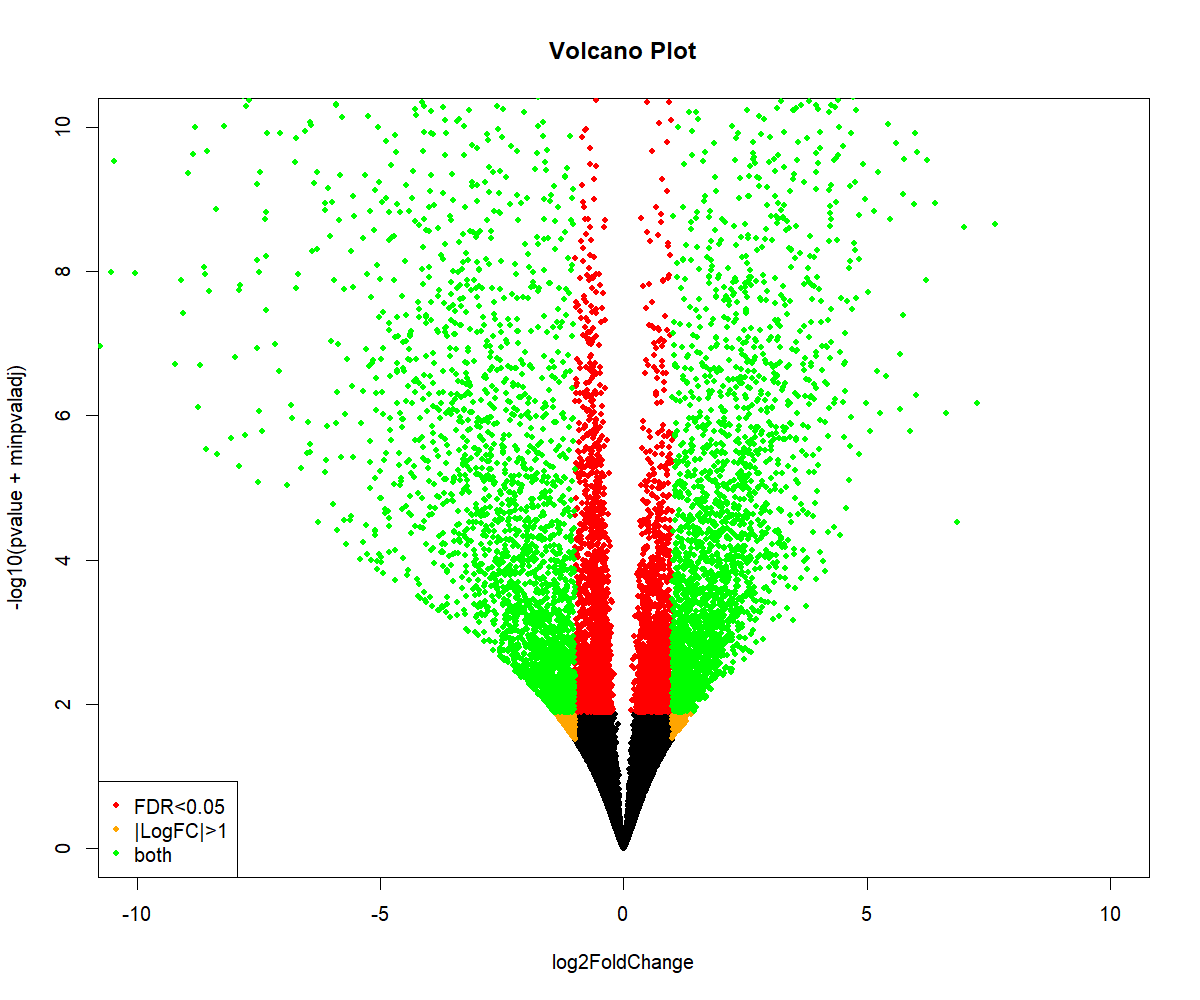 Volcano Plot
-log10(pvalue + minpvaladj)
10
8
6
4
2
0
FDR<0.05
|LogFC|>1
both
-10 -5 0 5 10
log2FoldChange